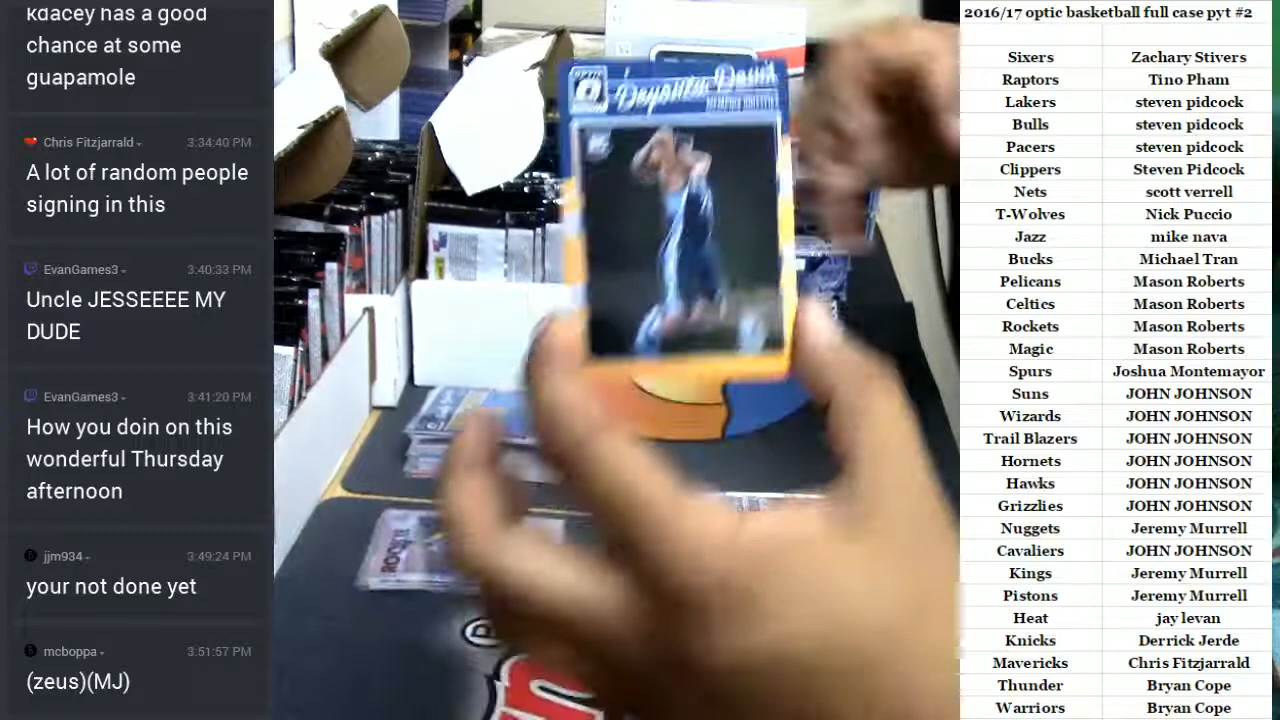 kdacey has a good
chance at some
guapamole
Chris Fitzjarrald 3:34:40 PM
A lot of random people
signing in this
EvanGames3 3:40:33 PM
Uncle JESSEEEE MY
DUDE
EvanGames3 3:41:20 PM
How you doin on this
wonderful Thursday
afternoon
jjm934 3:49:24 PM
your not done yet
mcboppa 3:51:57 PM
(zeus)(MJ)
OPTIC
Deyonta Davis
ROOKIE
2016/17 optic basketball full case pyt #2
Sixers Zachary Stivers
Raptors Tino Pham
Lakers steven pidcock
Bulls steven pidcock
Pacers steven pidcock
Clippers Steven Pidcock
Nets scott verrell
T-Wolves Nick Puccio
Jazz mike nava
Bucks Michael Tran
Pelicans Mason Roberts
Celtics Mason Roberts
Rockets Mason Roberts
Magic Mason Roberts
Spurs Joshua Montemayor
Suns JOHN JOHNSON
Wizards JOHN JOHNSON
Trail Blazers JOHN JOHNSON
Hornets JOHN JOHNSON
Hawks JOHN JOHNSON
Grizzlies JOHN JOHNSON
Nuggets Jeremy Murrell
Cavaliers JOHN JOHNSON
Kings Jeremy Murrell
Pistons Jeremy Murrell
Heat jay levan
Knicks Derrick Jerde
Mavericks Chris Fitzjarrald
Thunder Bryan Cope
Warriors Bryan Cope